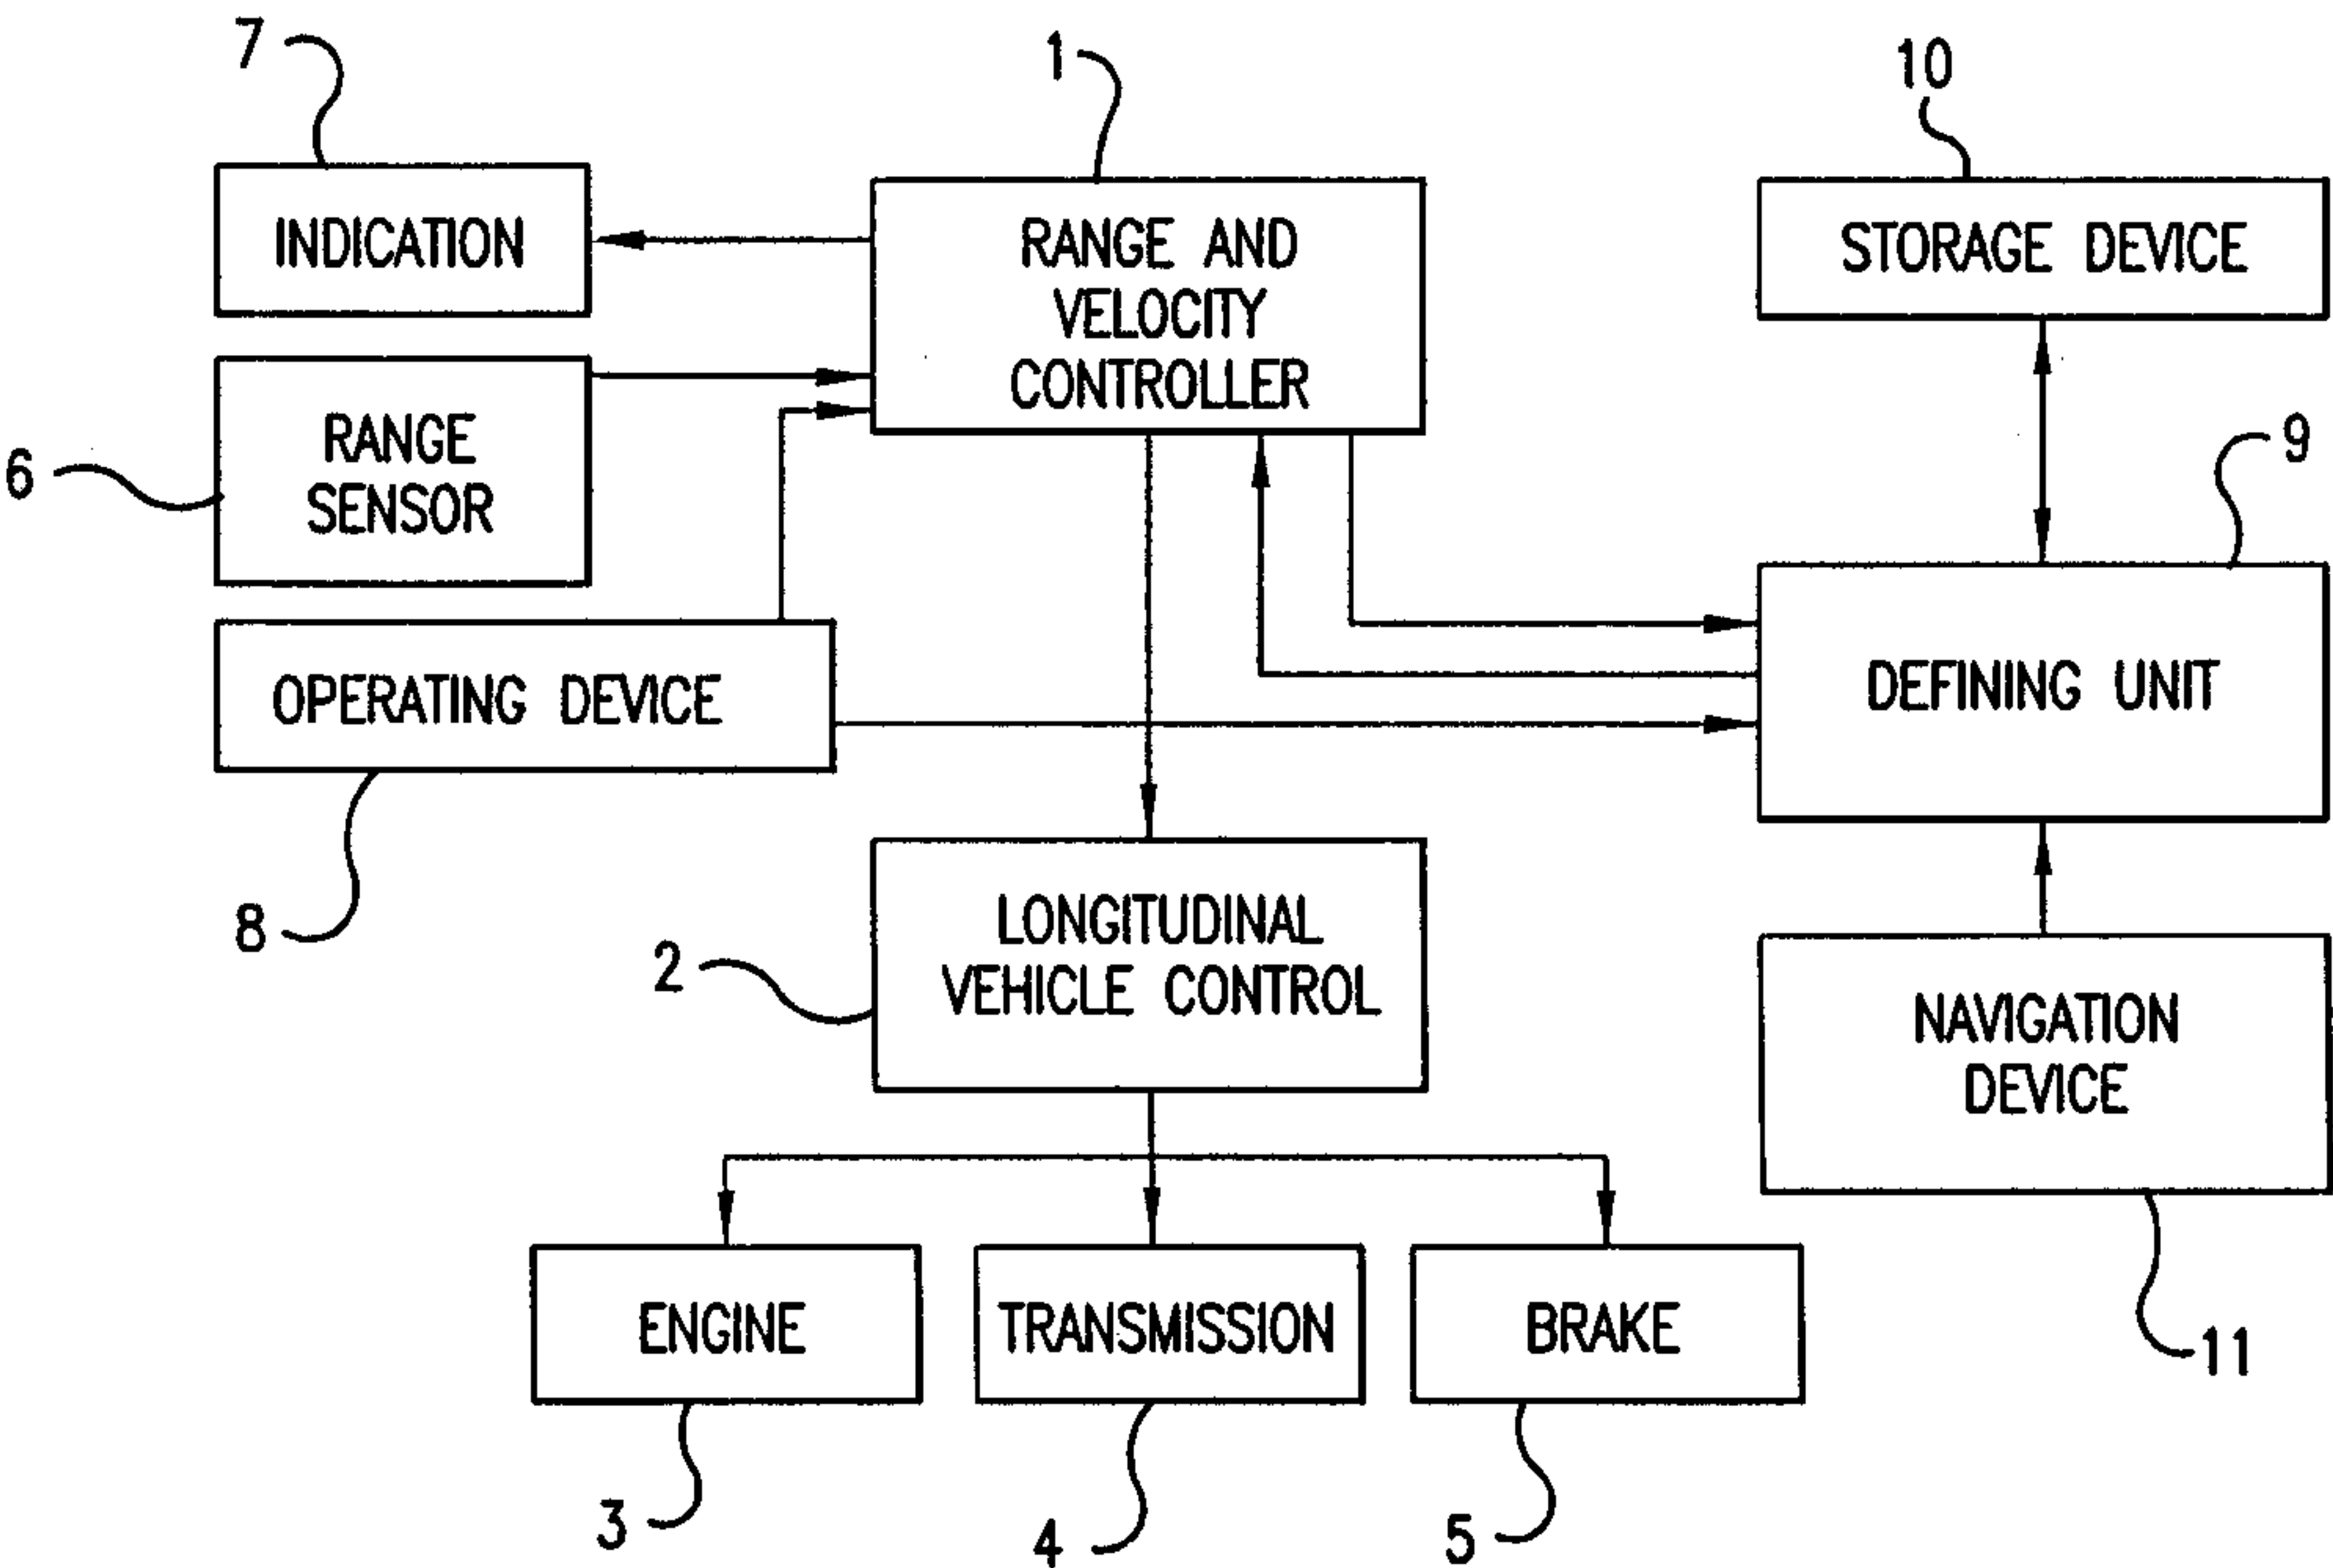 7
1
10
INDICATION
RANGE AND
VELOCITY
CONTROLLER
STORAGE DEVICE
6
RANGE
SENSOR
9
OPERATING DEVICE
DEFINING UNIT
8
2
LONGITUDINAL
VEHICLE CONTROL
NAVIGATION
DEVICE
ENGINE
TRANSMISSION
BRAKE
11
3
4
5